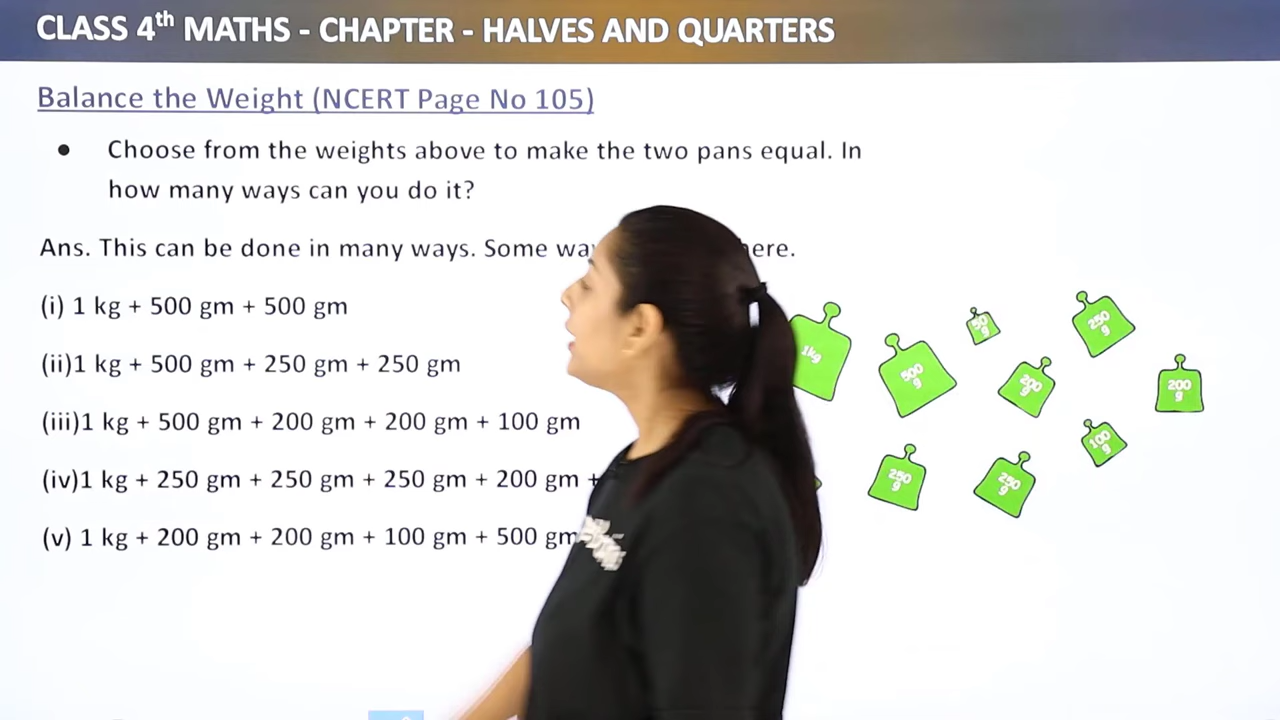 CLASS 4th MATHS - CHAPTER - HALVES AND QUARTERS
Balance the Weight (NCERT Page No 105)
● Choose from the weights above to make the two pans equal. In
how many ways can you do it?
Ans. This can be done in many ways. Some here.
(i) 1 kg + 500 gm + 500 gm
(ii)1 kg + 500 gm + 250 gm + 250 gm
(iii)1 kg + 500 gm + 200 gm + 200 gm + 100 gm
(iv)1 kg + 250 gm + 250 gm + 250 gm + 200 gm +
(v) 1 kg + 200 gm + 200 gm + 100 gm + 500 gm
1kg
500
g
50
g
250
g
200
g
200
g
100
g
250
g
250
g